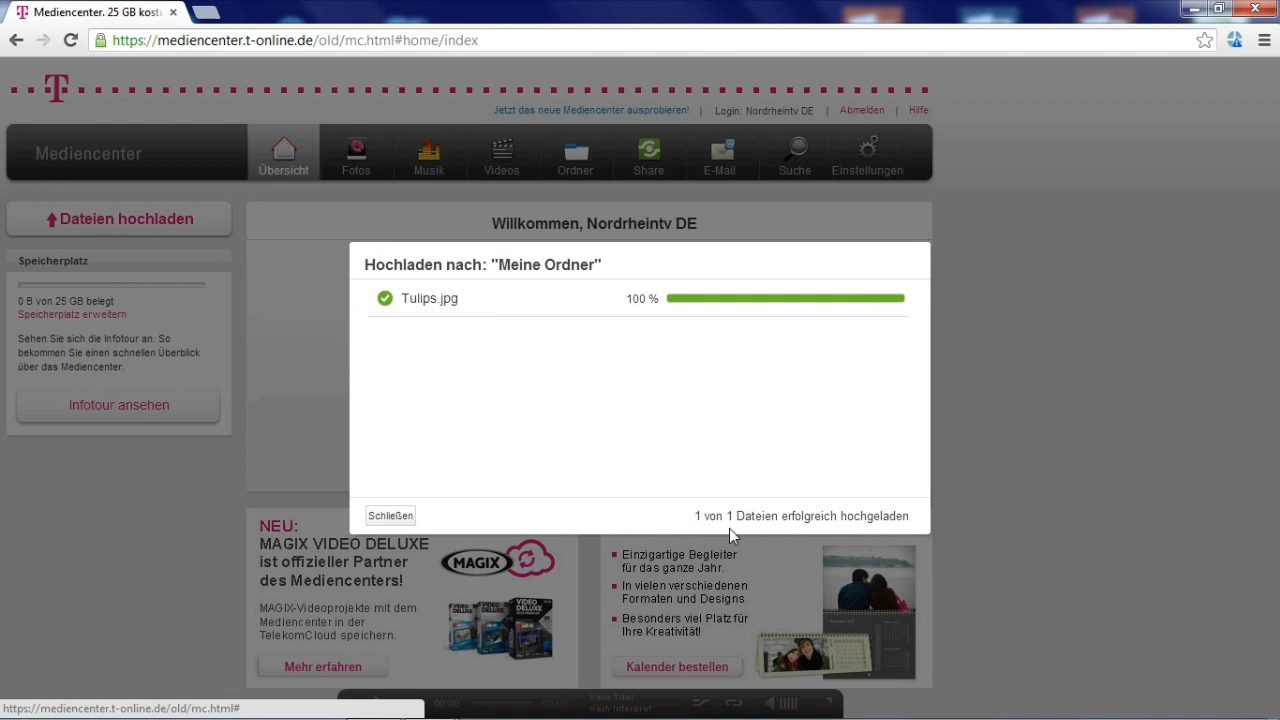 Mediencenter. 25 GB kost
https://mediencenter.t-online.de/old/mc.html#home/index
T
Jetzt das neue Mediencenter ausprobieren! | Login: Nordrheintv DE | Abmelden | Hilfe
Mediencenter
Übersicht
Fotos
Musik
Videos
Ordner
Share
E-Mail
Suche
Einstellungen
Dateien hochladen
Willkommen, Nordrheintv DE
Speicherplatz
0 B von 25 GB belegt
Speicherplatz erweitern
Sehen Sie sich die Infotour an. So
bekommen Sie einen schnellen Überblick
über das Mediencenter.
Infotour ansehen
Hochladen nach: "Meine Ordner"
Tulips.jpg
100 %
Schließen
1 von 1 Dateien erfolgreich hochgeladen
NEU:
MAGIX VIDEO DELUXE
ist offizieller Partner
des Mediencenters!
MAGIX-Videoprojekte mit dem
Mediencenter in der
TelekomCloud speichern.
Mehr erfahren
MAGIX
VIDEO DELUXE
Einzigartige Begleiter
für das ganze Jahr.
In vielen verschiedenen
Formaten und Designs
Besonders viel Platz für
Ihre Kreativität!
Kalender bestellen
00:00
00:00
Kein Titel
Kein Interpret
https://mediencenter.t-online.de/old/mc.html#